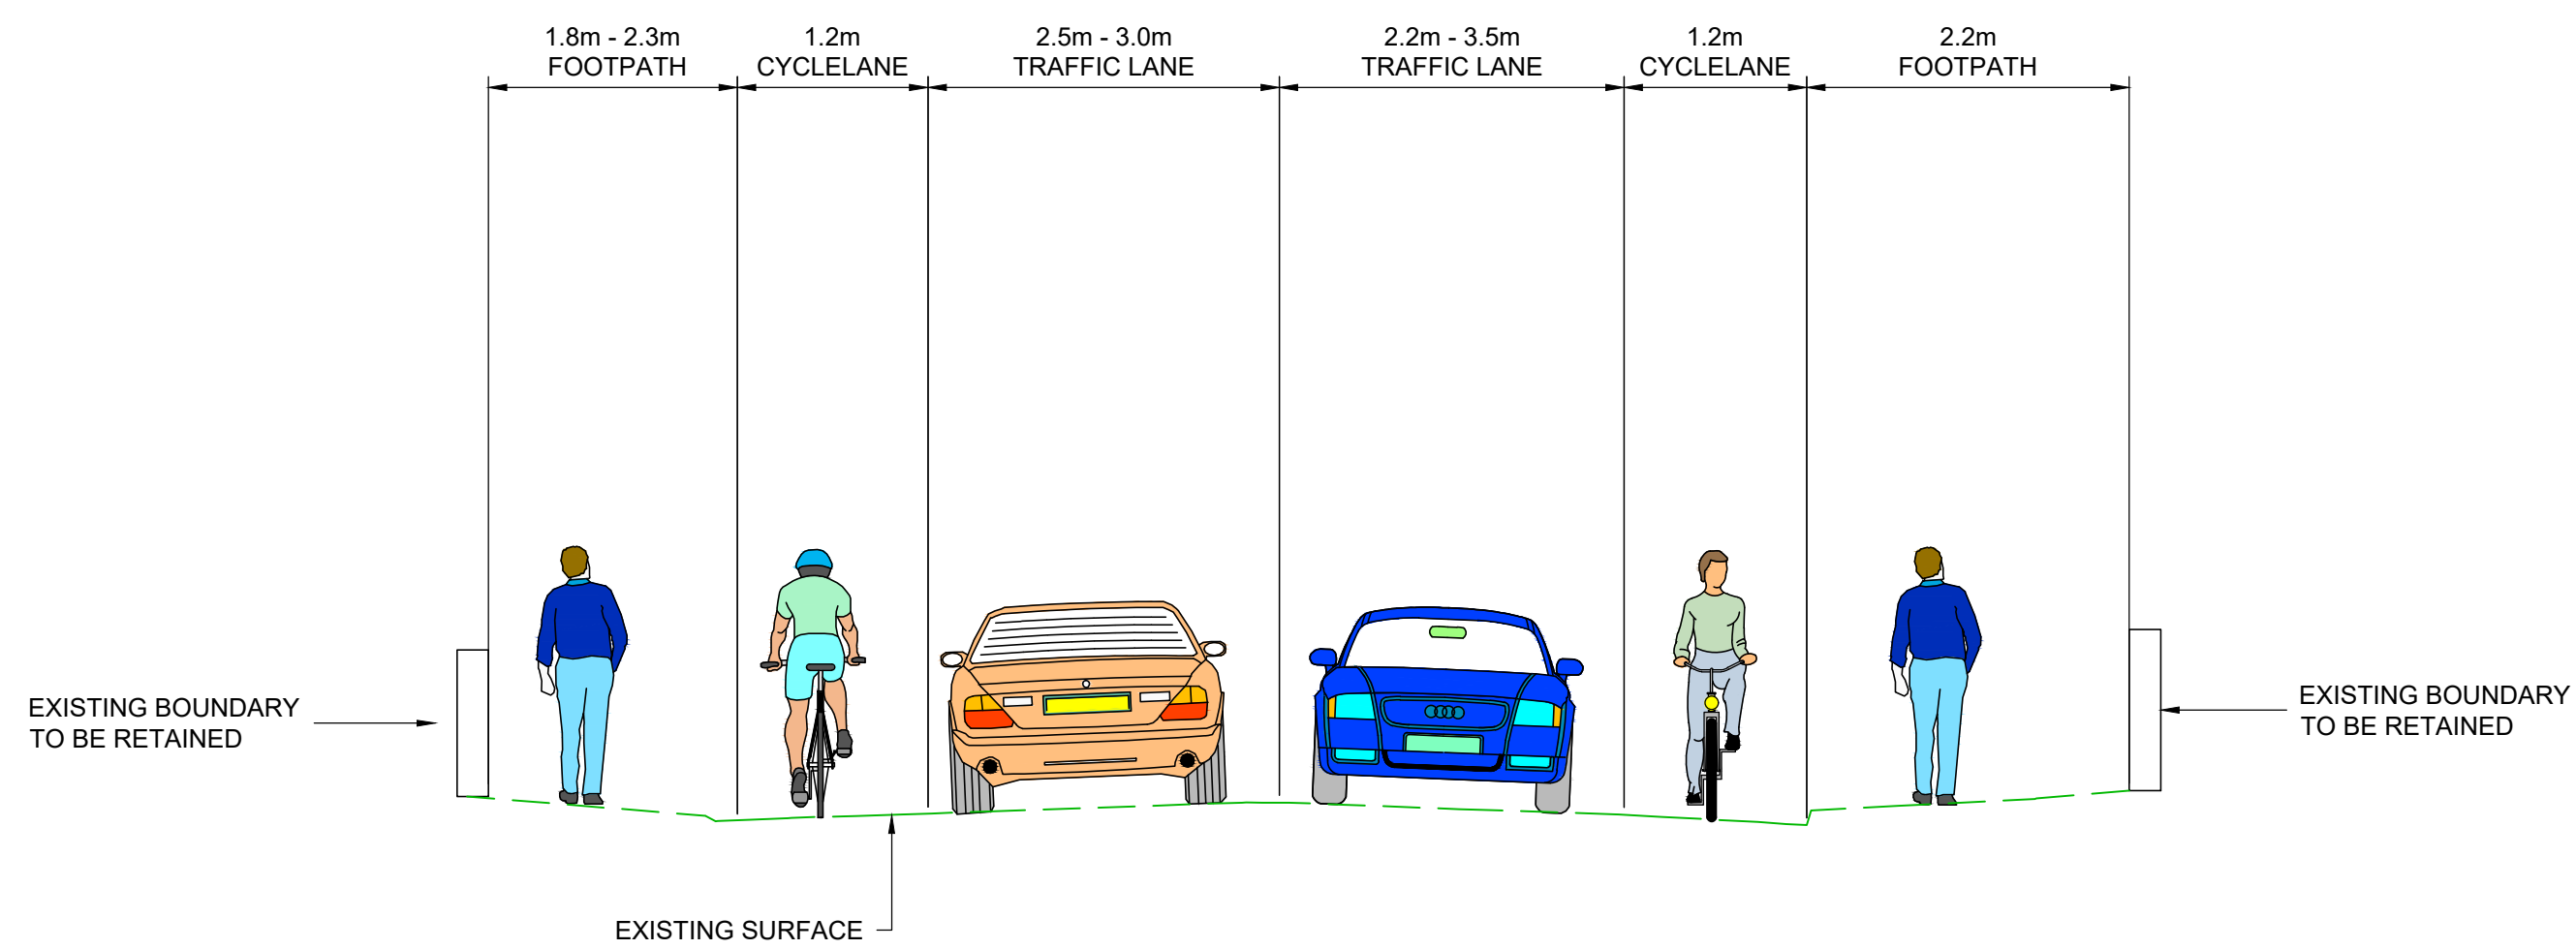 1.8m - 2.3m
FOOTPATH
1.2m
CYCLELANE
2.5m - 3.0m
TRAFFIC LANE
2.2m - 3.5m
TRAFFIC LANE
1.2m
CYCLELANE
2.2m
FOOTPATH
EXISTING BOUNDARY
TO BE RETAINED
EXISTING BOUNDARY
TO BE RETAINED
EXISTING SURFACE